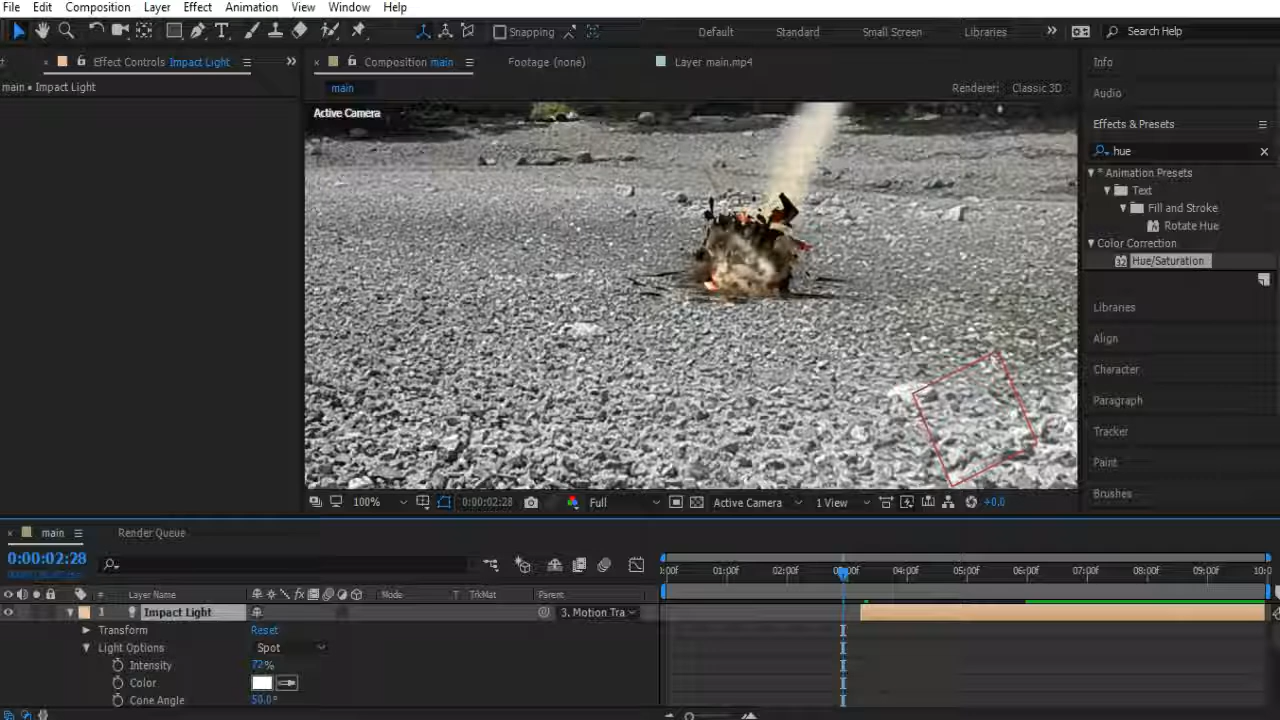 File Edit Composition Layer Effect Animation View Window Help
Snapping Default Standard Small Screen Libraries Search Help
Effect Controls Impact Light Composition main Footage (none) Layer main.mp4 Info
main • Impact Light main Renderer: Classic 3D Audio
Active Camera Effects & Presets
hue
* Animation Presets
Text
Fill and Stroke
Rotate Hue
Color Correction
32 Hue/Saturation
Libraries
Align
Character
Paragraph
Tracker
Paint
Brushes
100% 0:00:02:28 Full Active Camera 1 View +0.0
main Render Queue
0:00:02:28
:00f 01:00f 02:00f 04:00f 05:00f 06:00f 07:00f 08:00f 09:00f 10:0
# Layer Name Mode T TrkMat Parent
1 Impact Light 3. Motion Tra
Transform Reset
Light Options Spot
Intensity 72%
Color
Cone Angle 50.0°